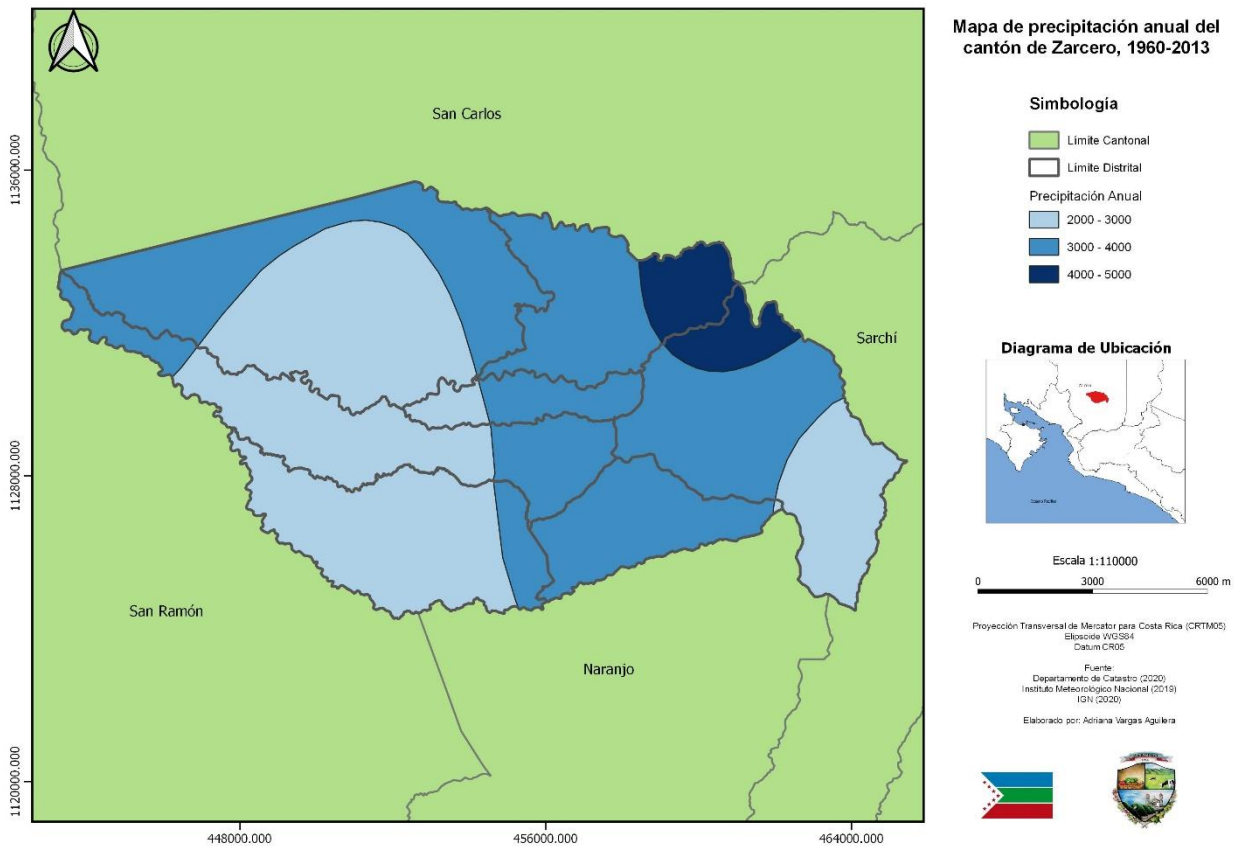 Mapa de precipitación anual del
cantón de Zarcero, 1960-2013
Simbología
Límite Cantonal
Límite Distrital
Precipitación Anual
2000 - 3000
3000 - 4000
4000 - 5000
San Carlos
Sarchí
San Ramón
Naranjo
1136000.000
1128000.000
1120000.000
448000.000
456000.000
464000.000
Diagrama de Ubicación
Escala 1:110000
0 3000 6000 m
Proyección Transversal de Mercator para Costa Rica (CRTM05)
Elipsoide WGS84
Datum CR05
Fuente:
Departamento de Catastro (2020)
Instituto Meteorológico Nacional (2019)
IGN (2020)
Elaborado por: Adriana Vargas Aguilera